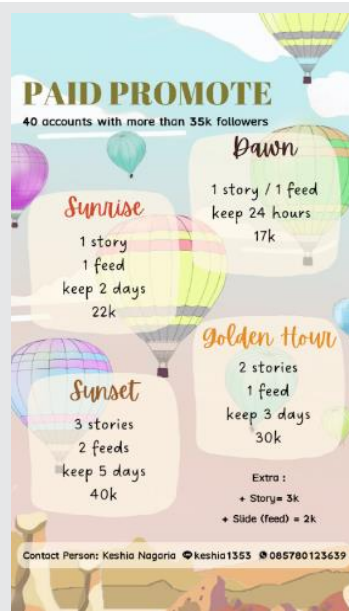 PAID PROMOTE
40 accounts with more than 35k followers
Dawn
1 story / 1 feed
keep 24 hours
17k
Sunrise
1 story
1 feed
keep 2 days
22k
Golden Hour
2 stories
1 feed
keep 3 days
30k
Sunset
3 stories
2 feeds
keep 5 days
40k
Extra :
+ Story= 3k
+ Slide (feed) = 2k
Contact Person: Keshia Nagoria keshia1353 085780123639